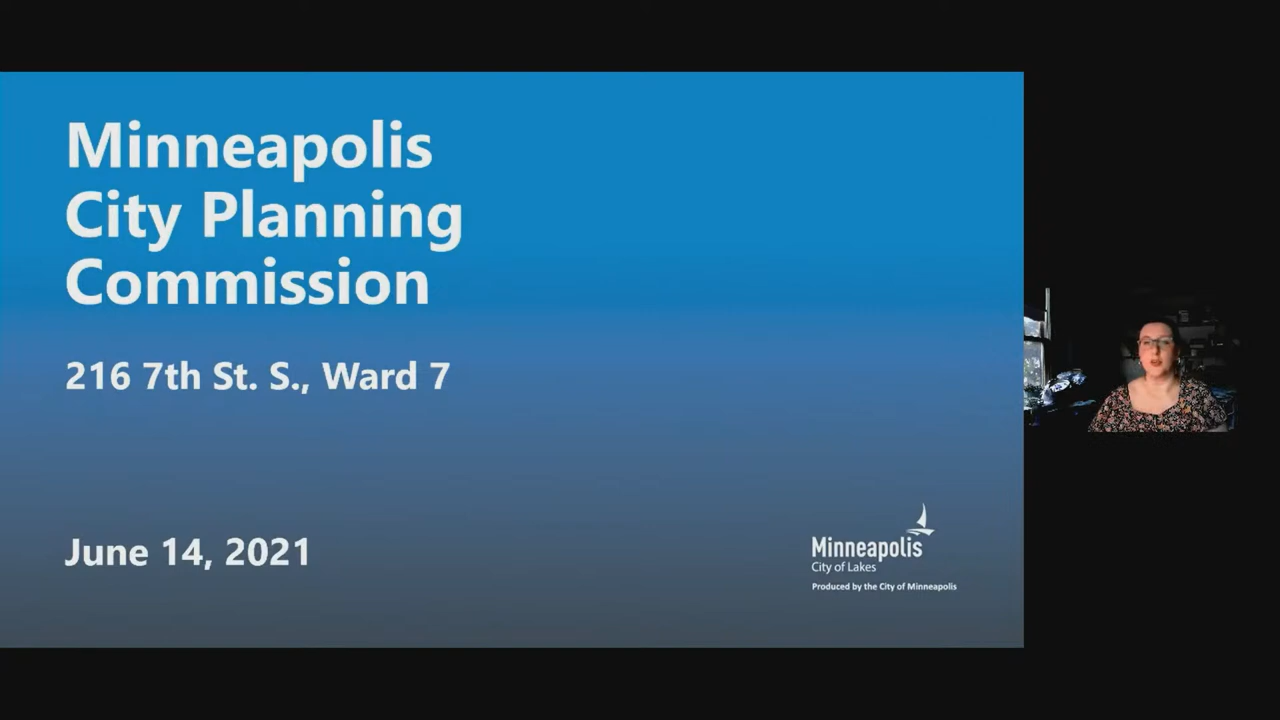 Minneapolis
City Planning
Commission
216 7th St. S., Ward 7
June 14, 2021
Minneapolis
City of Lakes
Produced by the City of Minneapolis